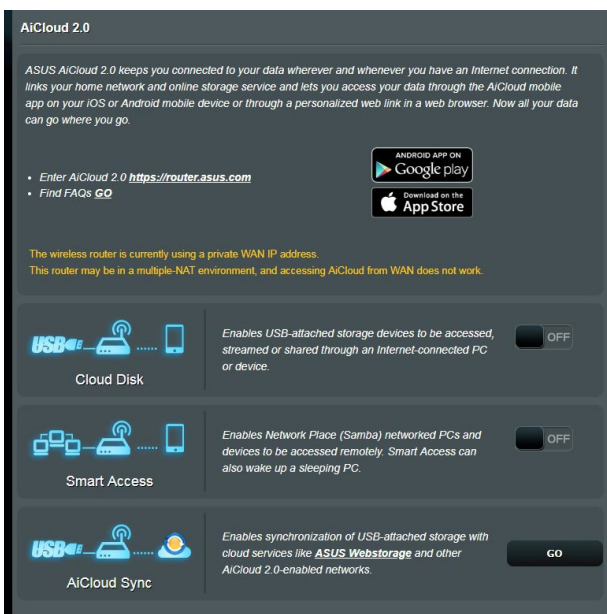 AiCloud 2.0
ASUS AiCloud 2.0 keeps you connected to your data wherever and whenever you have an Internet connection. It
links your home network and online storage service and lets you access your data through the AiCloud mobile
app on your iOS or Android mobile device or through a personalized web link in a web browser. Now all your data
can go where you go.
ANDROID APP ON
Google play
• Enter AiCloud 2.0 https://router.asus.com
• Find FAQs GO
Download on the
App Store
The wireless router is currently using a private WAN IP address.
This router may be in a multiple-NAT environment, and accessing AiCloud from WAN does not work.
USB
Cloud Disk
Enables USB-attached storage devices to be accessed,
streamed or shared through an Internet-connected PC
or device.
OFF
Smart Access
Enables Network Place (Samba) networked PCs and
devices to be accessed remotely. Smart Access can
also wake up a sleeping PC.
OFF
USB
AiCloud Sync
Enables synchronization of USB-attached storage with
cloud services like ASUS Webstorage and other
AiCloud 2.0-enabled networks.
GO